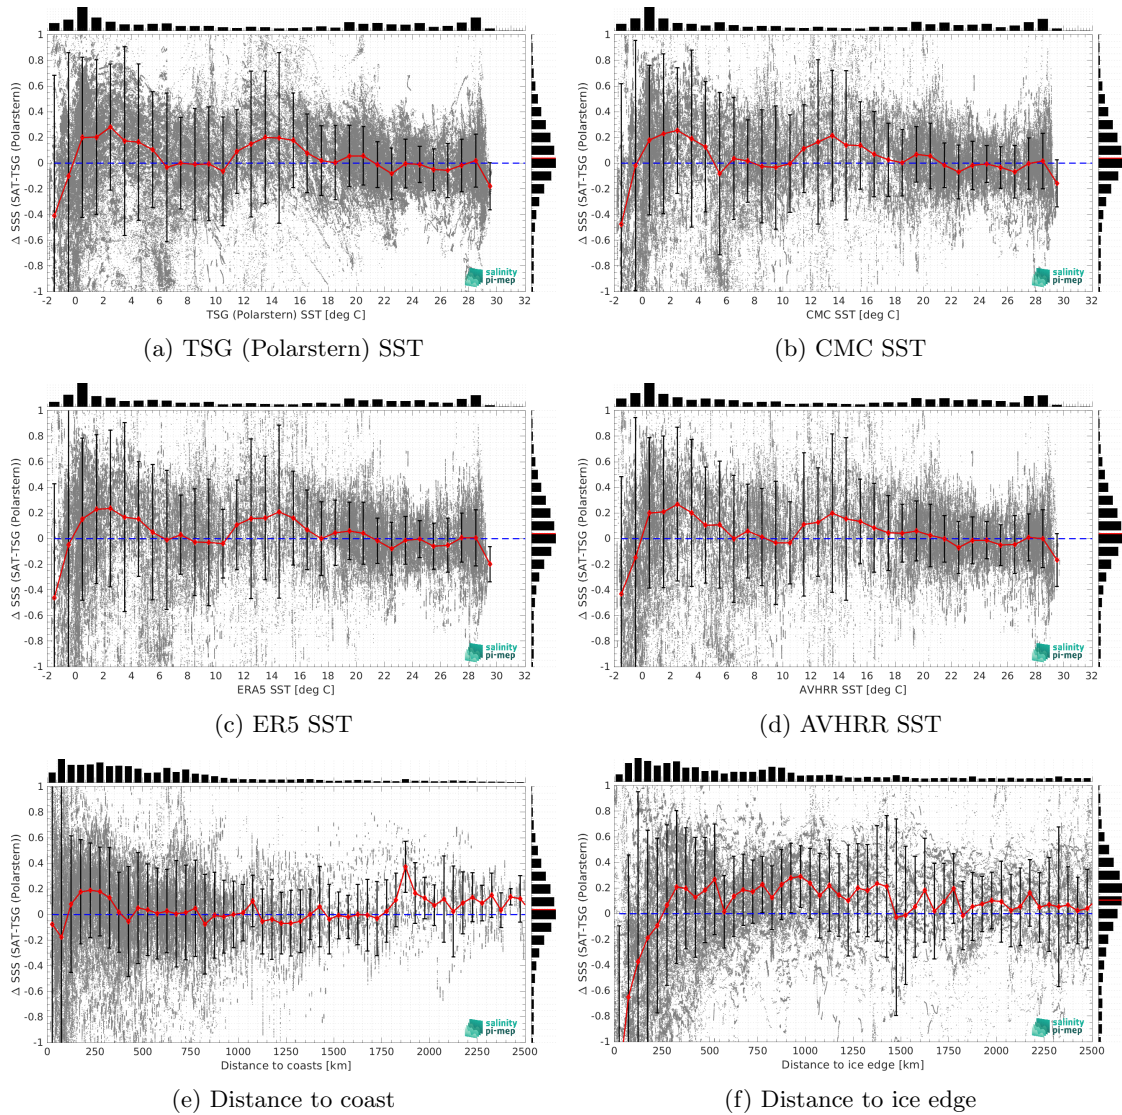 Δ SSS (SAT-TSG (Polarstern))
1
0.8
0.6
0.4
0.2
0
-0.2
-0.4
-0.6
-0.8
-1
salinity
pi-mep
-2 0 2 4 6 8 10 12 14 16 18 20 22 24 26 28 30 32
TSG (Polarstern) SST [deg C]
(a) TSG (Polarstern) SST
Δ SSS (SAT-TSG (Polarstern))
1
0.8
0.6
0.4
0.2
0
-0.2
-0.4
-0.6
-0.8
-1
salinity
pi-mep
-2 0 2 4 6 8 10 12 14 16 18 20 22 24 26 28 30 32
CMC SST [deg C]
(b) CMC SST
Δ SSS (SAT-TSG (Polarstern))
1
0.8
0.6
0.4
0.2
0
-0.2
-0.4
-0.6
-0.8
-1
salinity
pi-mep
-2 0 2 4 6 8 10 12 14 16 18 20 22 24 26 28 30 32
ERA5 SST [deg C]
(c) ER5 SST
Δ SSS (SAT-TSG (Polarstern))
1
0.8
0.6
0.4
0.2
0
-0.2
-0.4
-0.6
-0.8
-1
salinity
pi-mep
-2 0 2 4 6 8 10 12 14 16 18 20 22 24 26 28 30 32
AVHRR SST [deg C]
(d) AVHRR SST
Δ SSS (SAT-TSG (Polarstern))
1
0.8
0.6
0.4
0.2
0
-0.2
-0.4
-0.6
-0.8
-1
salinity
pi-mep
0 250 500 750 1000 1250 1500 1750 2000 2250 2500
Distance to coasts [km]
(e) Distance to coast
Δ SSS (SAT-TSG (Polarstern))
1
0.8
0.6
0.4
0.2
0
-0.2
-0.4
-0.6
-0.8
-1
salinity
pi-mep
0 250 500 750 1000 1250 1500 1750 2000 2250 2500
Distance to ice edge [km]
(f) Distance to ice edge